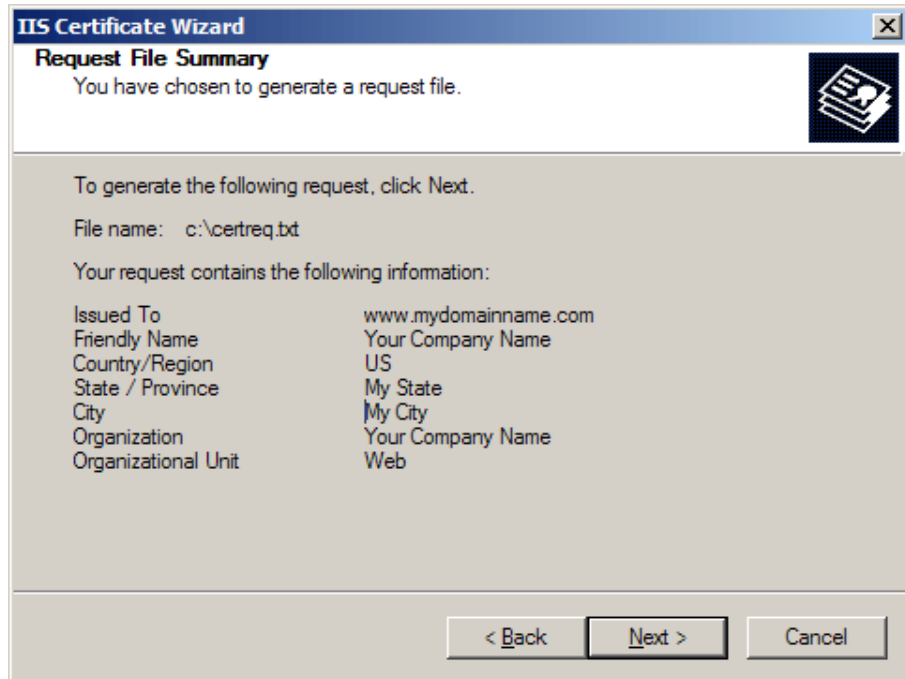 IIS Certificate Wizard
Request File Summary
You have chosen to generate a request file.
To generate the following request, click Next.
File name: c:\certreq.txt
Your request contains the following information:
Issued To www.mydomainname.com
Friendly Name Your Company Name
Country/Region US
State / Province My State
City My City
Organization Your Company Name
Organizational Unit Web
< Back Next > Cancel